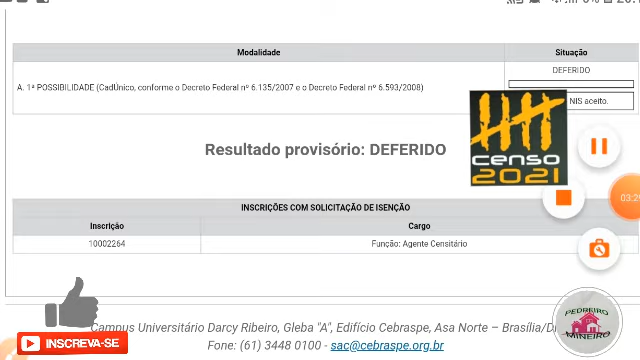 Modalidade Situação
DEFERIDO
A. 1ª POSSIBILIDADE (CadÚnico, conforme o Decreto Federal nº 6.135/2007 e o Decreto Federal nº 6.593/2008)
NIS aceito.
Resultado provisório: DEFERIDO
censo
2021
INSCRIÇÕES COM SOLICITAÇÃO DE ISENÇÃO
Inscrição Cargo
10002264 Função: Agente Censitário
Campus Universitário Darcy Ribeiro, Gleba "A", Edifício Cebraspe, Asa Norte – Brasília/D
Fone: (61) 3448 0100 - sac@cebraspe.org.br
INSCREVA-SE
PEDREIRO
MINEIRO